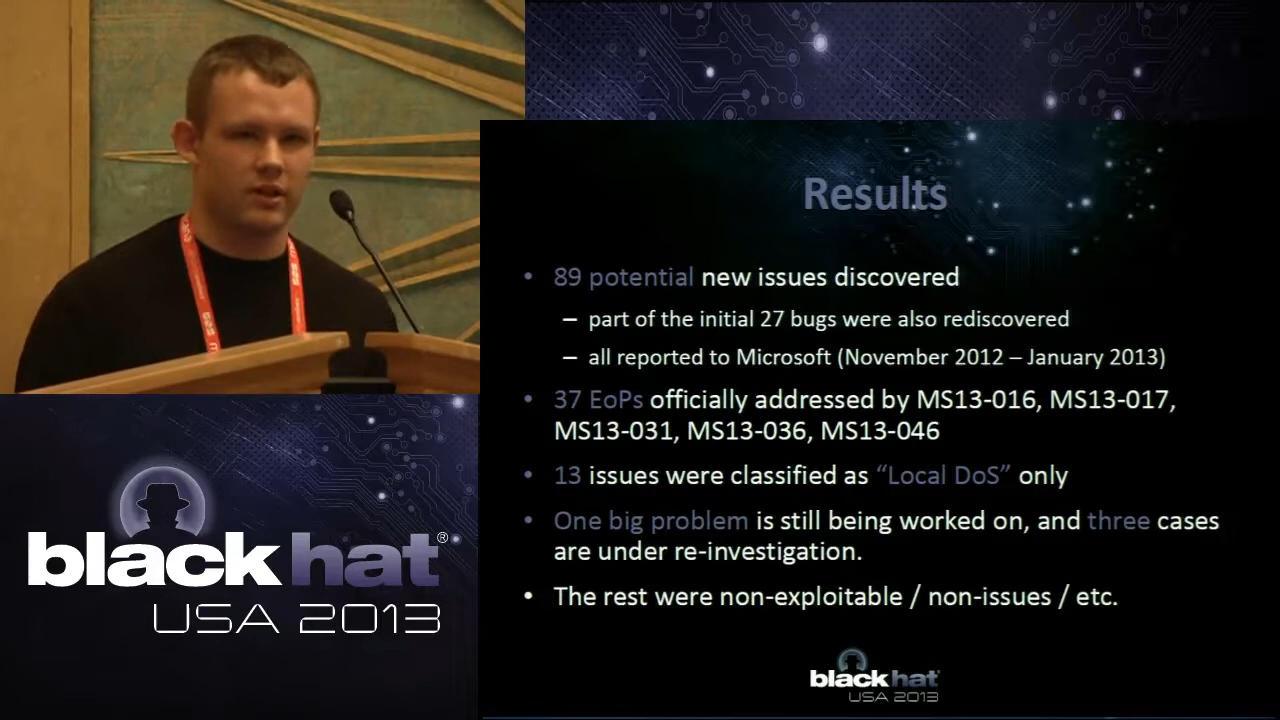 Results
• 89 potential new issues discovered
– part of the initial 27 bugs were also rediscovered
– all reported to Microsoft (November 2012 – January 2013)
• 37 EoPs officially addressed by MS13-016, MS13-017,
MS13-031, MS13-036, MS13-046
• 13 issues were classified as “Local DoS” only
• One big problem is still being worked on, and three cases
are under re-investigation.
• The rest were non-exploitable / non-issues / etc.
black hat®
USA 2013
black hat
USA 2013